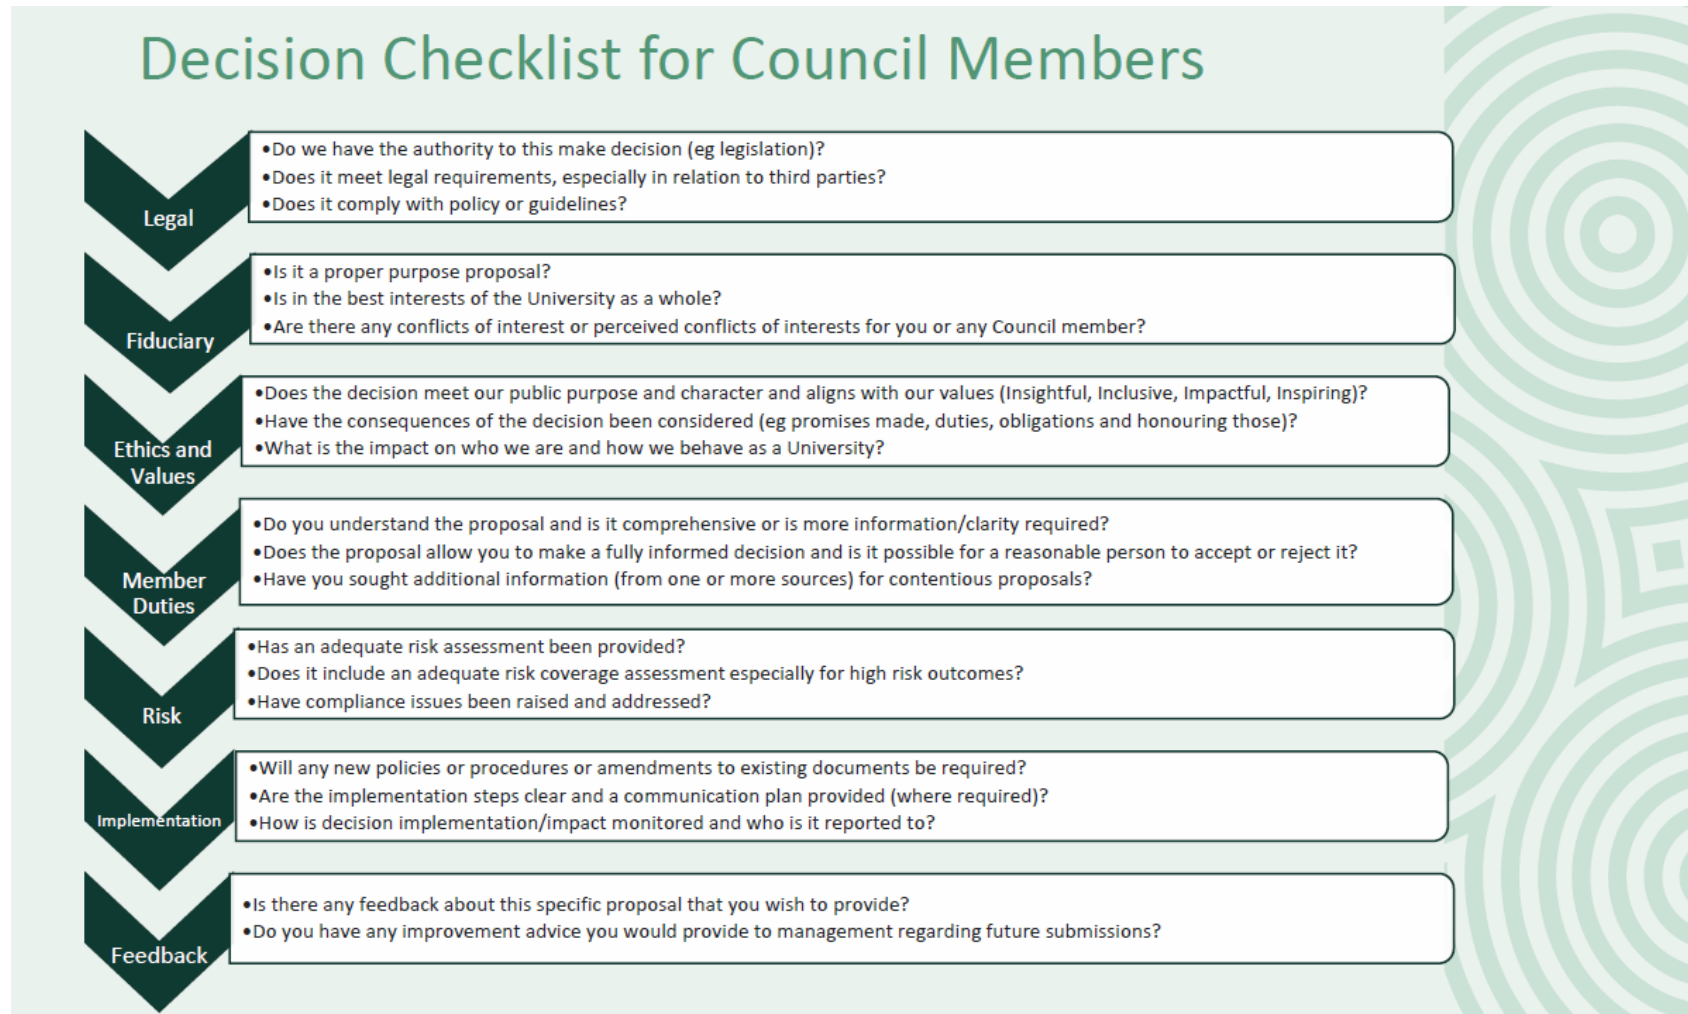 Decision Checklist for Council Members
Legal
•Do we have the authority to this make decision (eg legislation)?
•Does it meet legal requirements, especially in relation to third parties?
•Does it comply with policy or guidelines?
Fiduciary
•Is it a proper purpose proposal?
•Is in the best interests of the University as a whole?
•Are there any conflicts of interest or perceived conflicts of interests for you or any Council member?
Ethics and
Values
•Does the decision meet our public purpose and character and aligns with our values (Insightful, Inclusive, Impactful, Inspiring)?
•Have the consequences of the decision been considered (eg promises made, duties, obligations and honouring those)?
•What is the impact on who we are and how we behave as a University?
Member
Duties
•Do you understand the proposal and is it comprehensive or is more information/clarity required?
•Does the proposal allow you to make a fully informed decision and is it possible for a reasonable person to accept or reject it?
•Have you sought additional information (from one or more sources) for contentious proposals?
Risk
•Has an adequate risk assessment been provided?
•Does it include an adequate risk coverage assessment especially for high risk outcomes?
•Have compliance issues been raised and addressed?
Implementation
•Will any new policies or procedures or amendments to existing documents be required?
•Are the implementation steps clear and a communication plan provided (where required)?
•How is decision implementation/impact monitored and who is it reported to?
Feedback
•Is there any feedback about this specific proposal that you wish to provide?
•Do you have any improvement advice you would provide to management regarding future submissions?